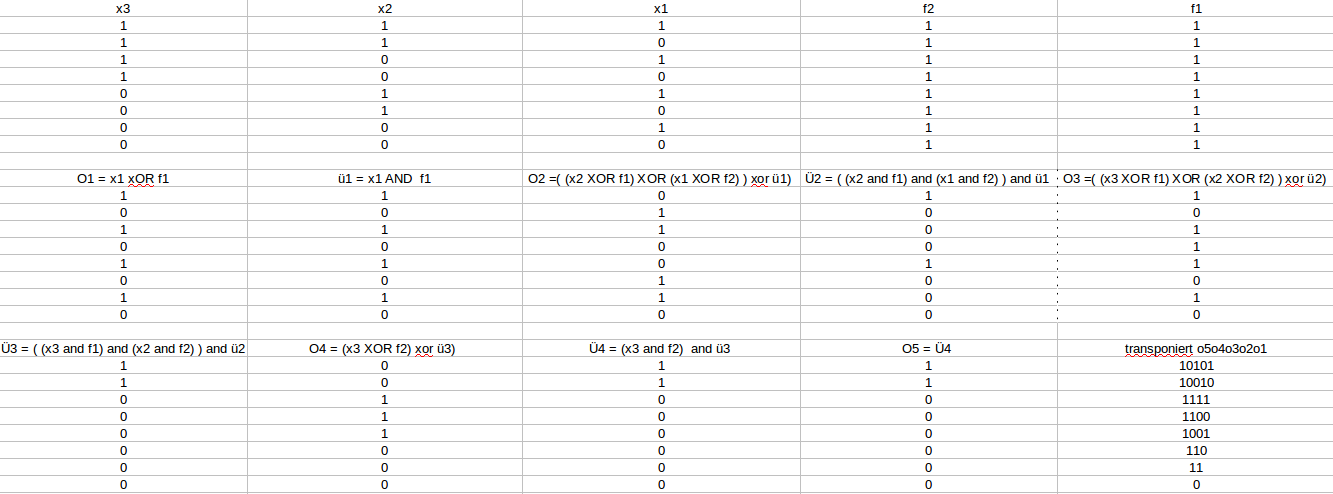 x3 x2 x1 f2 f1
1 1 1 1 1
1 1 0 1 1
1 0 1 1 1
1 0 0 1 1
0 1 1 1 1
0 1 0 1 1
0 0 1 1 1
0 0 0 1 1
O1 = x1 xOR f1 ü1 = x1 AND f1 O2 =( (x2 XOR f1) XOR (x1 XOR f2) ) xor ü1) Ü2 = ( (x2 and f1) and (x1 and f2) ) and ü1 O3 =( (x3 XOR f1) XOR (x2 XOR f2) ) xor ü2)
1 1 0 1 1
0 0 1 0 0
1 1 1 0 1
0 0 0 0 1
1 1 0 1 1
0 0 1 0 0
1 1 1 0 1
0 0 0 0 0
Ü3 = ( (x3 and f1) and (x2 and f2) ) and ü2 O4 = (x3 XOR f2) xor ü3) Ü4 = (x3 and f2) and ü3 O5 = Ü4 transponiert o5o4o3o2o1
1 0 1 1 10101
1 0 1 1 10010
0 1 0 0 1111
0 1 0 0 1100
0 1 0 0 1001
0 0 0 0 110
0 0 0 0 11
0 0 0 0 0